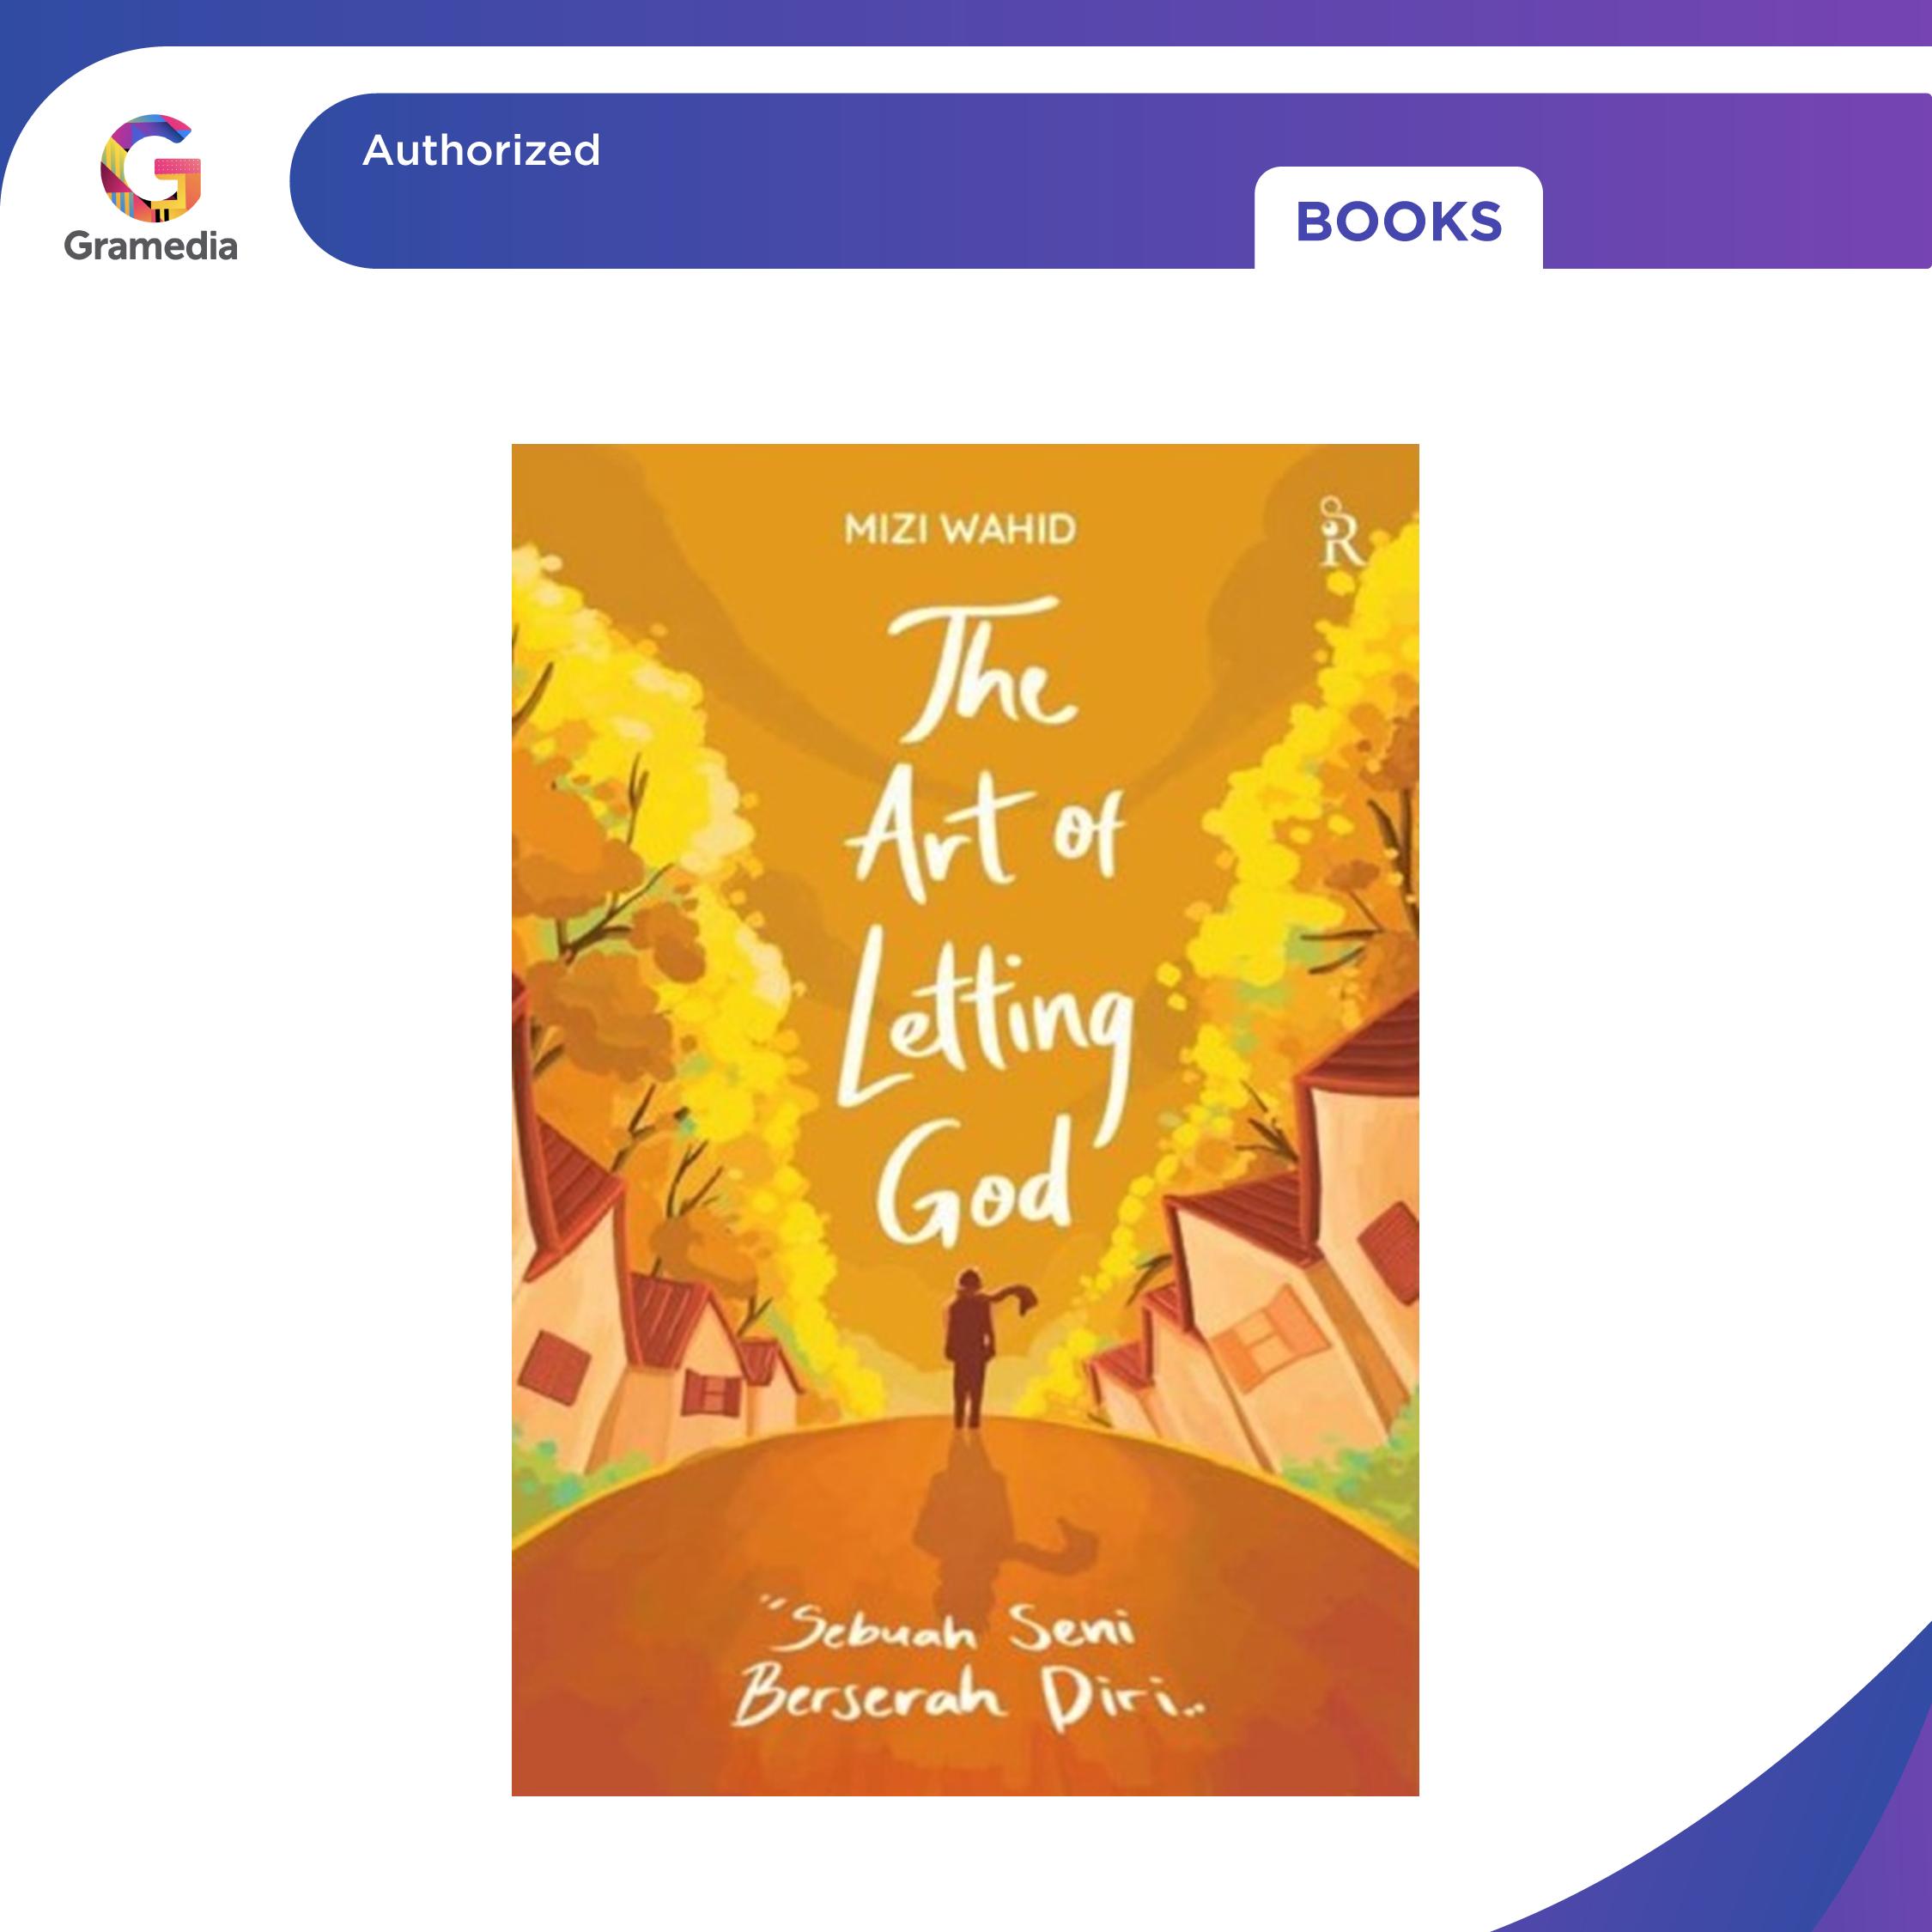 Authorized
BOOKS
Gramedia
MIZI WAHID
R
The
Art of
Letting
God
"Sebuah Seni
Berserah Diri..